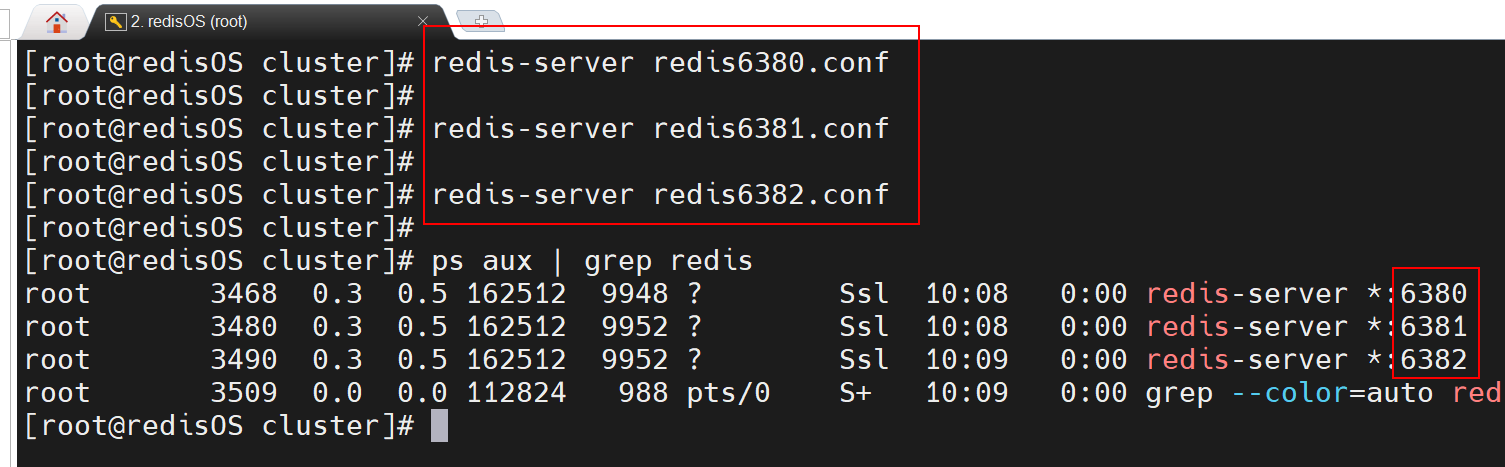 2. redisOS (root)
[root@redisOS cluster]# redis-server redis6380.conf
[root@redisOS cluster]#
[root@redisOS cluster]# redis-server redis6381.conf
[root@redisOS cluster]#
[root@redisOS cluster]# redis-server redis6382.conf
[root@redisOS cluster]#
[root@redisOS cluster]# ps aux | grep redis
root 3468 0.3 0.5 162512 9948 ? Ssl 10:08 0:00 redis-server *:6380
root 3480 0.3 0.5 162512 9952 ? Ssl 10:08 0:00 redis-server *:6381
root 3490 0.3 0.5 162512 9952 ? Ssl 10:09 0:00 redis-server *:6382
root 3509 0.0 0.0 112824 988 pts/0 S+ 10:09 0:00 grep --color=auto red
[root@redisOS cluster]#